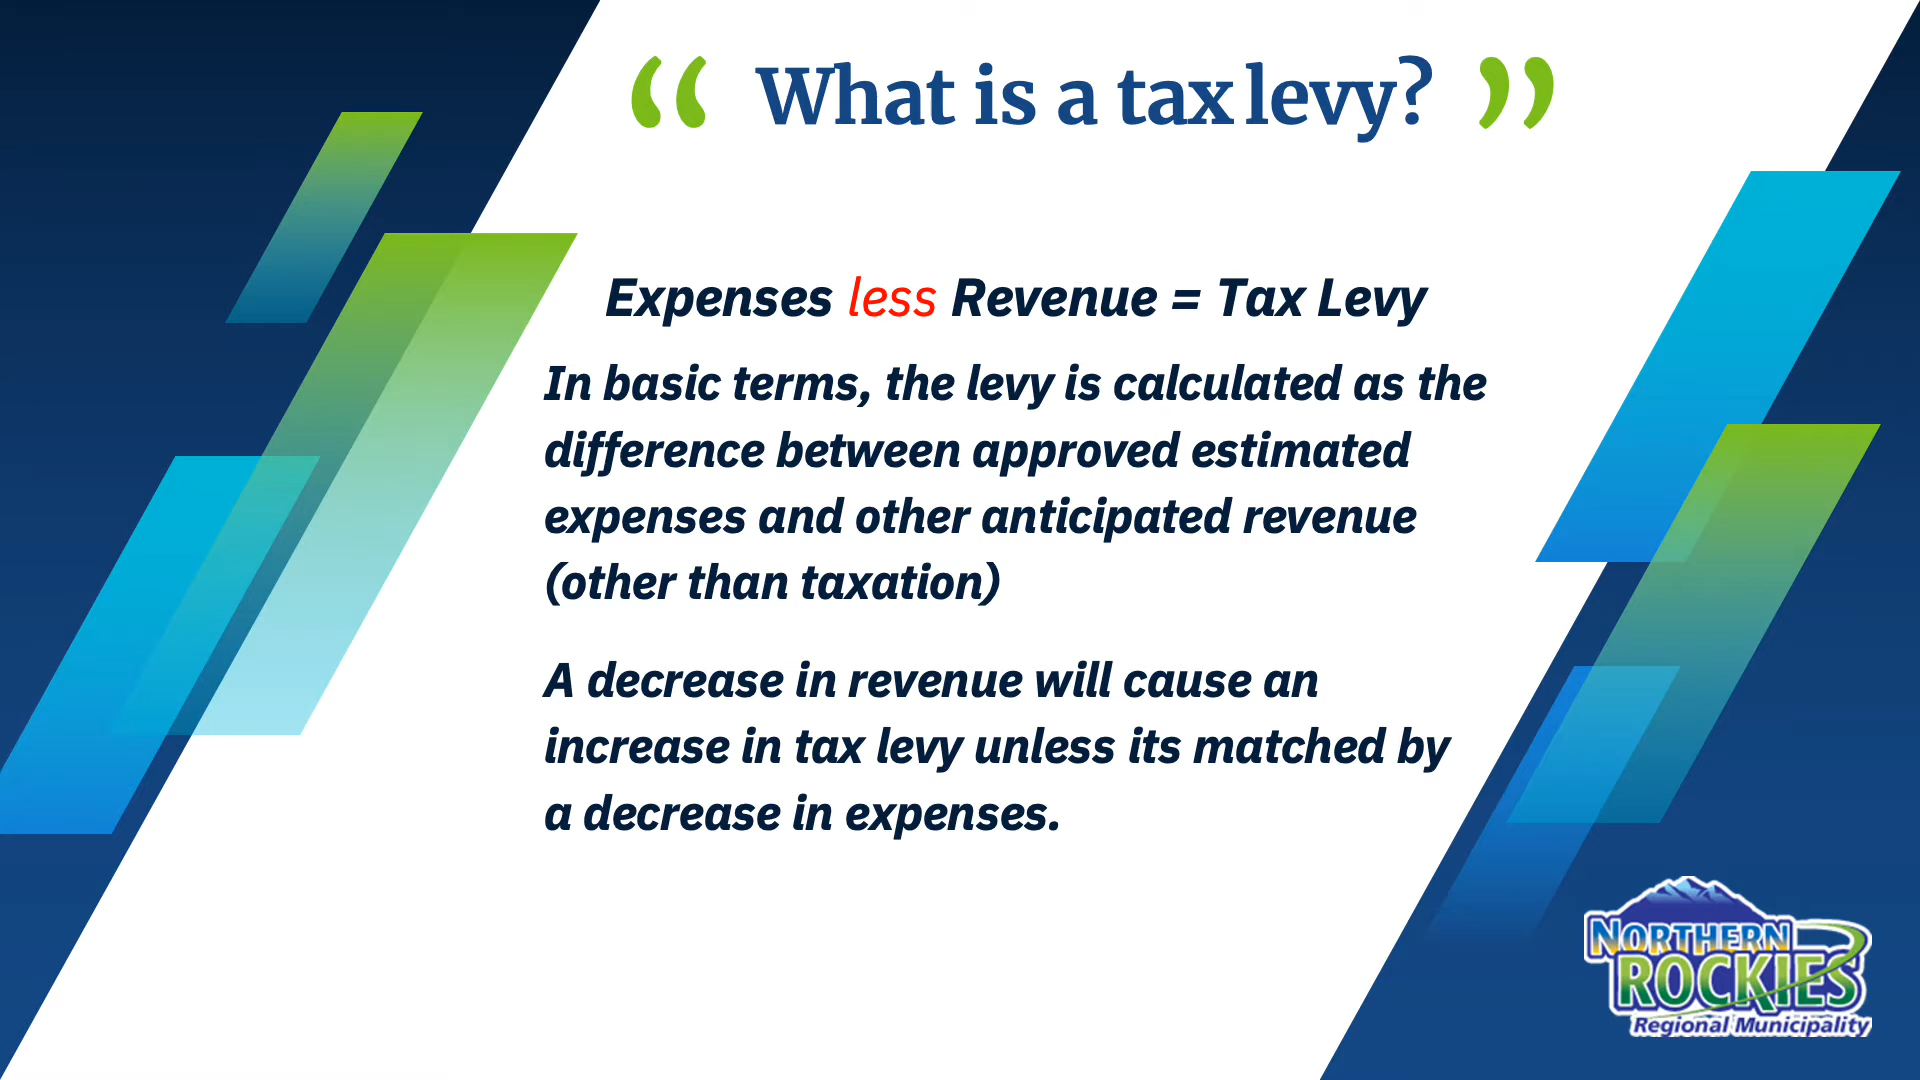 “ What is a tax levy? ”
Expenses less Revenue = Tax Levy
In basic terms, the levy is calculated as the
difference between approved estimated
expenses and other anticipated revenue
(other than taxation)
A decrease in revenue will cause an
increase in tax levy unless its matched by
a decrease in expenses.
NORTHERN
ROCKIES
Regional Municipality